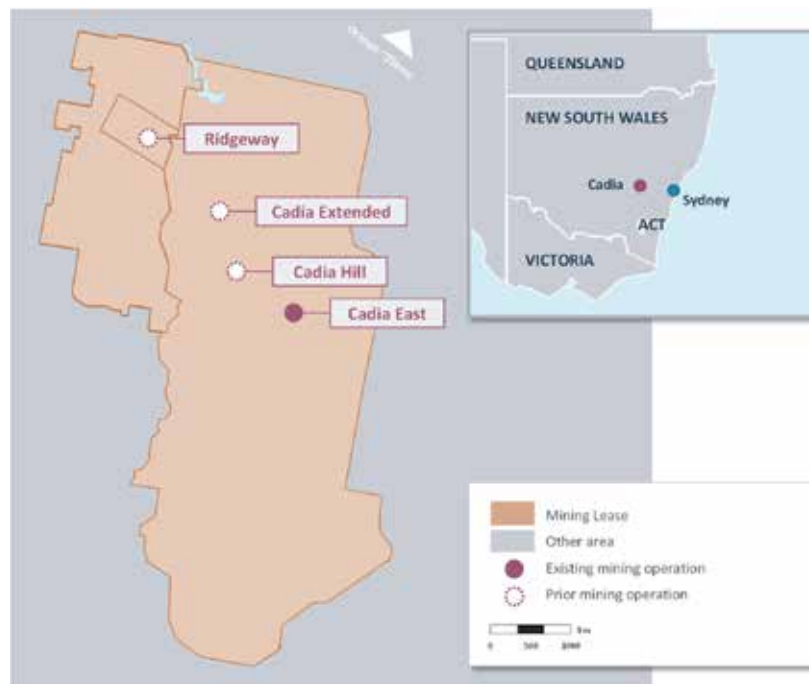 QUEENSLAND
NEW SOUTH WALES
Cadia
Sydney
ACT
VICTORIA
Ridgeway
Cadia Extended
Cadia Hill
Cadia East
Mining Lease
Other area
Existing mining operation
Prior mining operation
0 500